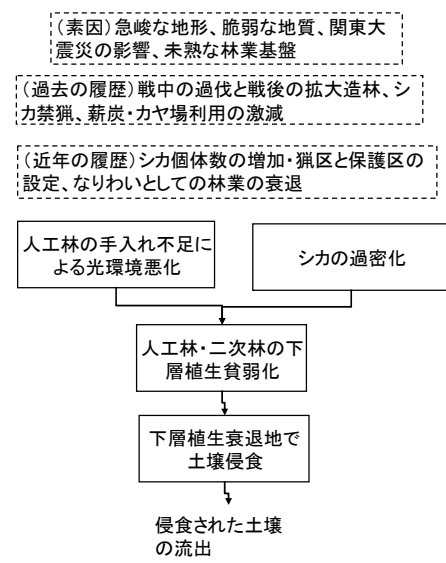 (素因)急峻な地形、脆弱な地質、関東大
震災の影響、未熟な林業基盤
(過去の履歴)戦中の過伐と戦後の拡大造林、シ
カ禁猟、薪炭・カヤ場利用の激減
(近年の履歴)シカ個体数の増加・猟区と保護区の
設定、なりわいとしての林業の衰退
人工林の手入れ不足に
よる光環境悪化
シカの過密化
人工林・二次林の下
層植生貧弱化
下層植生衰退地で
土壌侵食
侵食された土壌
の流出